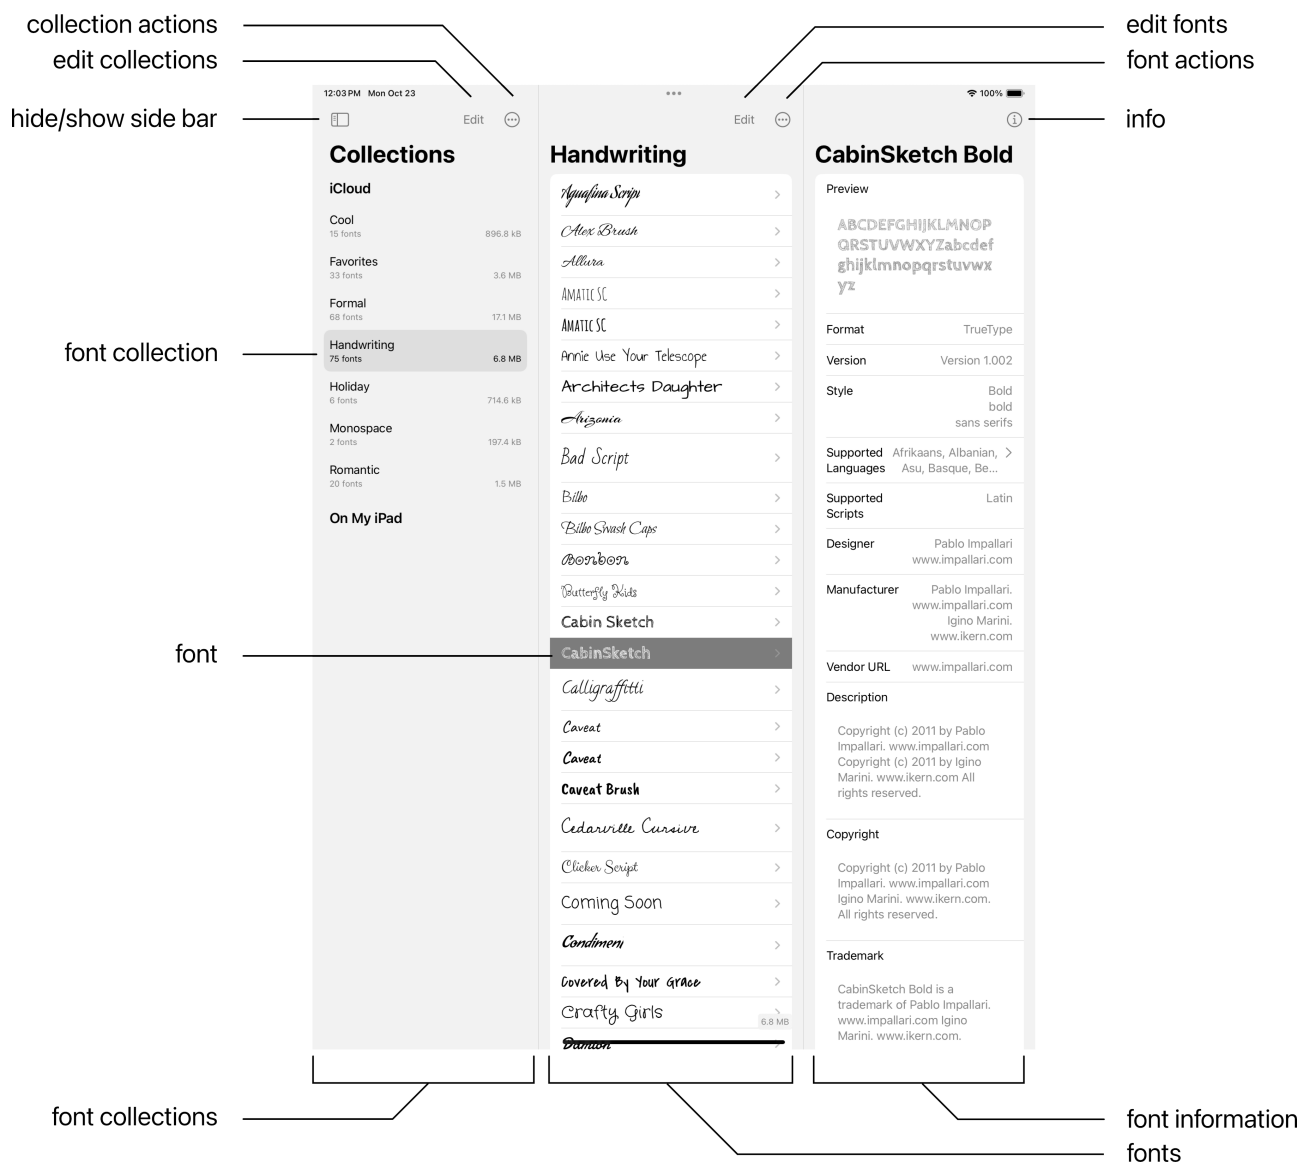 collection actions
edit collections
hide/show side bar
font collection
font
font collections
edit fonts
font actions
info
font information
fonts
12:03 PM Mon Oct 23
100%
Edit
Collections
iCloud
Cool
15 fonts 896.8 kB
Favorites
33 fonts 3.6 MB
Formal
68 fonts 17.1 MB
Handwriting
75 fonts 6.8 MB
Holiday
6 fonts 714.6 kB
Monospace
2 fonts 197.4 kB
Romantic
20 fonts 1.5 MB
On My iPad
Edit
Handwriting
Aguafina Script
Alex Brush
Allura
Amatic SC
Amatic SC
Annie Use Your Telescope
Architects Daughter
Arizonia
Bad Script
Bilbo
Bilbo Swash Caps
Bonbon
Butterfly Kids
Cabin Sketch
CabinSketch
Calligraffitti
Caveat
Caveat
Caveat Brush
Cedarville Cursive
Clicker Script
Coming Soon
Condiment
Covered By Your Grace
Crafty Girls
6.8 MB
Damion
CabinSketch Bold
Preview
ABCDEFGHIJKLMNOP
QRSTUVWXYZabcdef
ghijklmnopqrstuvwx
yz
Format TrueType
Version Version 1.002
Style Bold
bold
sans serifs
Supported Afrikaans, Albanian,
Languages Asu, Basque, Be...
Supported Latin
Scripts
Designer Pablo Impallari
www.impallari.com
Manufacturer Pablo Impallari.
www.impallari.com
Igino Marini.
www.ikern.com
Vendor URL www.impallari.com
Description
Copyright (c) 2011 by Pablo
Impallari. www.impallari.com
Copyright (c) 2011 by Igino
Marini. www.ikern.com All
rights reserved.
Copyright
Copyright (c) 2011 by Pablo
Impallari. www.impallari.com
Igino Marini. www.ikern.com.
All rights reserved.
Trademark
CabinSketch Bold is a
trademark of Pablo Impallari.
www.impallari.com Igino
Marini. www.ikern.com.